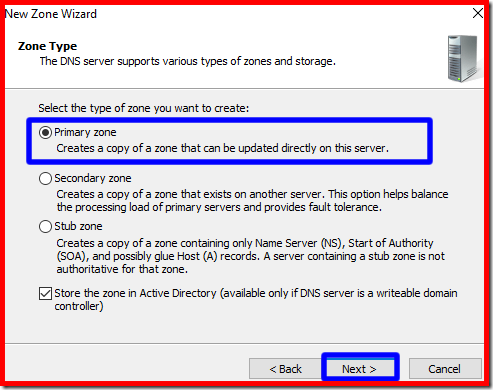 New Zone Wizard
Zone Type
The DNS server supports various types of zones and storage.
Select the type of zone you want to create:
Primary zone
Creates a copy of a zone that can be updated directly on this server.
Secondary zone
Creates a copy of a zone that exists on another server. This option helps balance
the processing load of primary servers and provides fault tolerance.
Stub zone
Creates a copy of a zone containing only Name Server (NS), Start of Authority
(SOA), and possibly glue Host (A) records. A server containing a stub zone is not
authoritative for that zone.
Store the zone in Active Directory (available only if DNS server is a writeable domain
controller)
< Back Next > Cancel